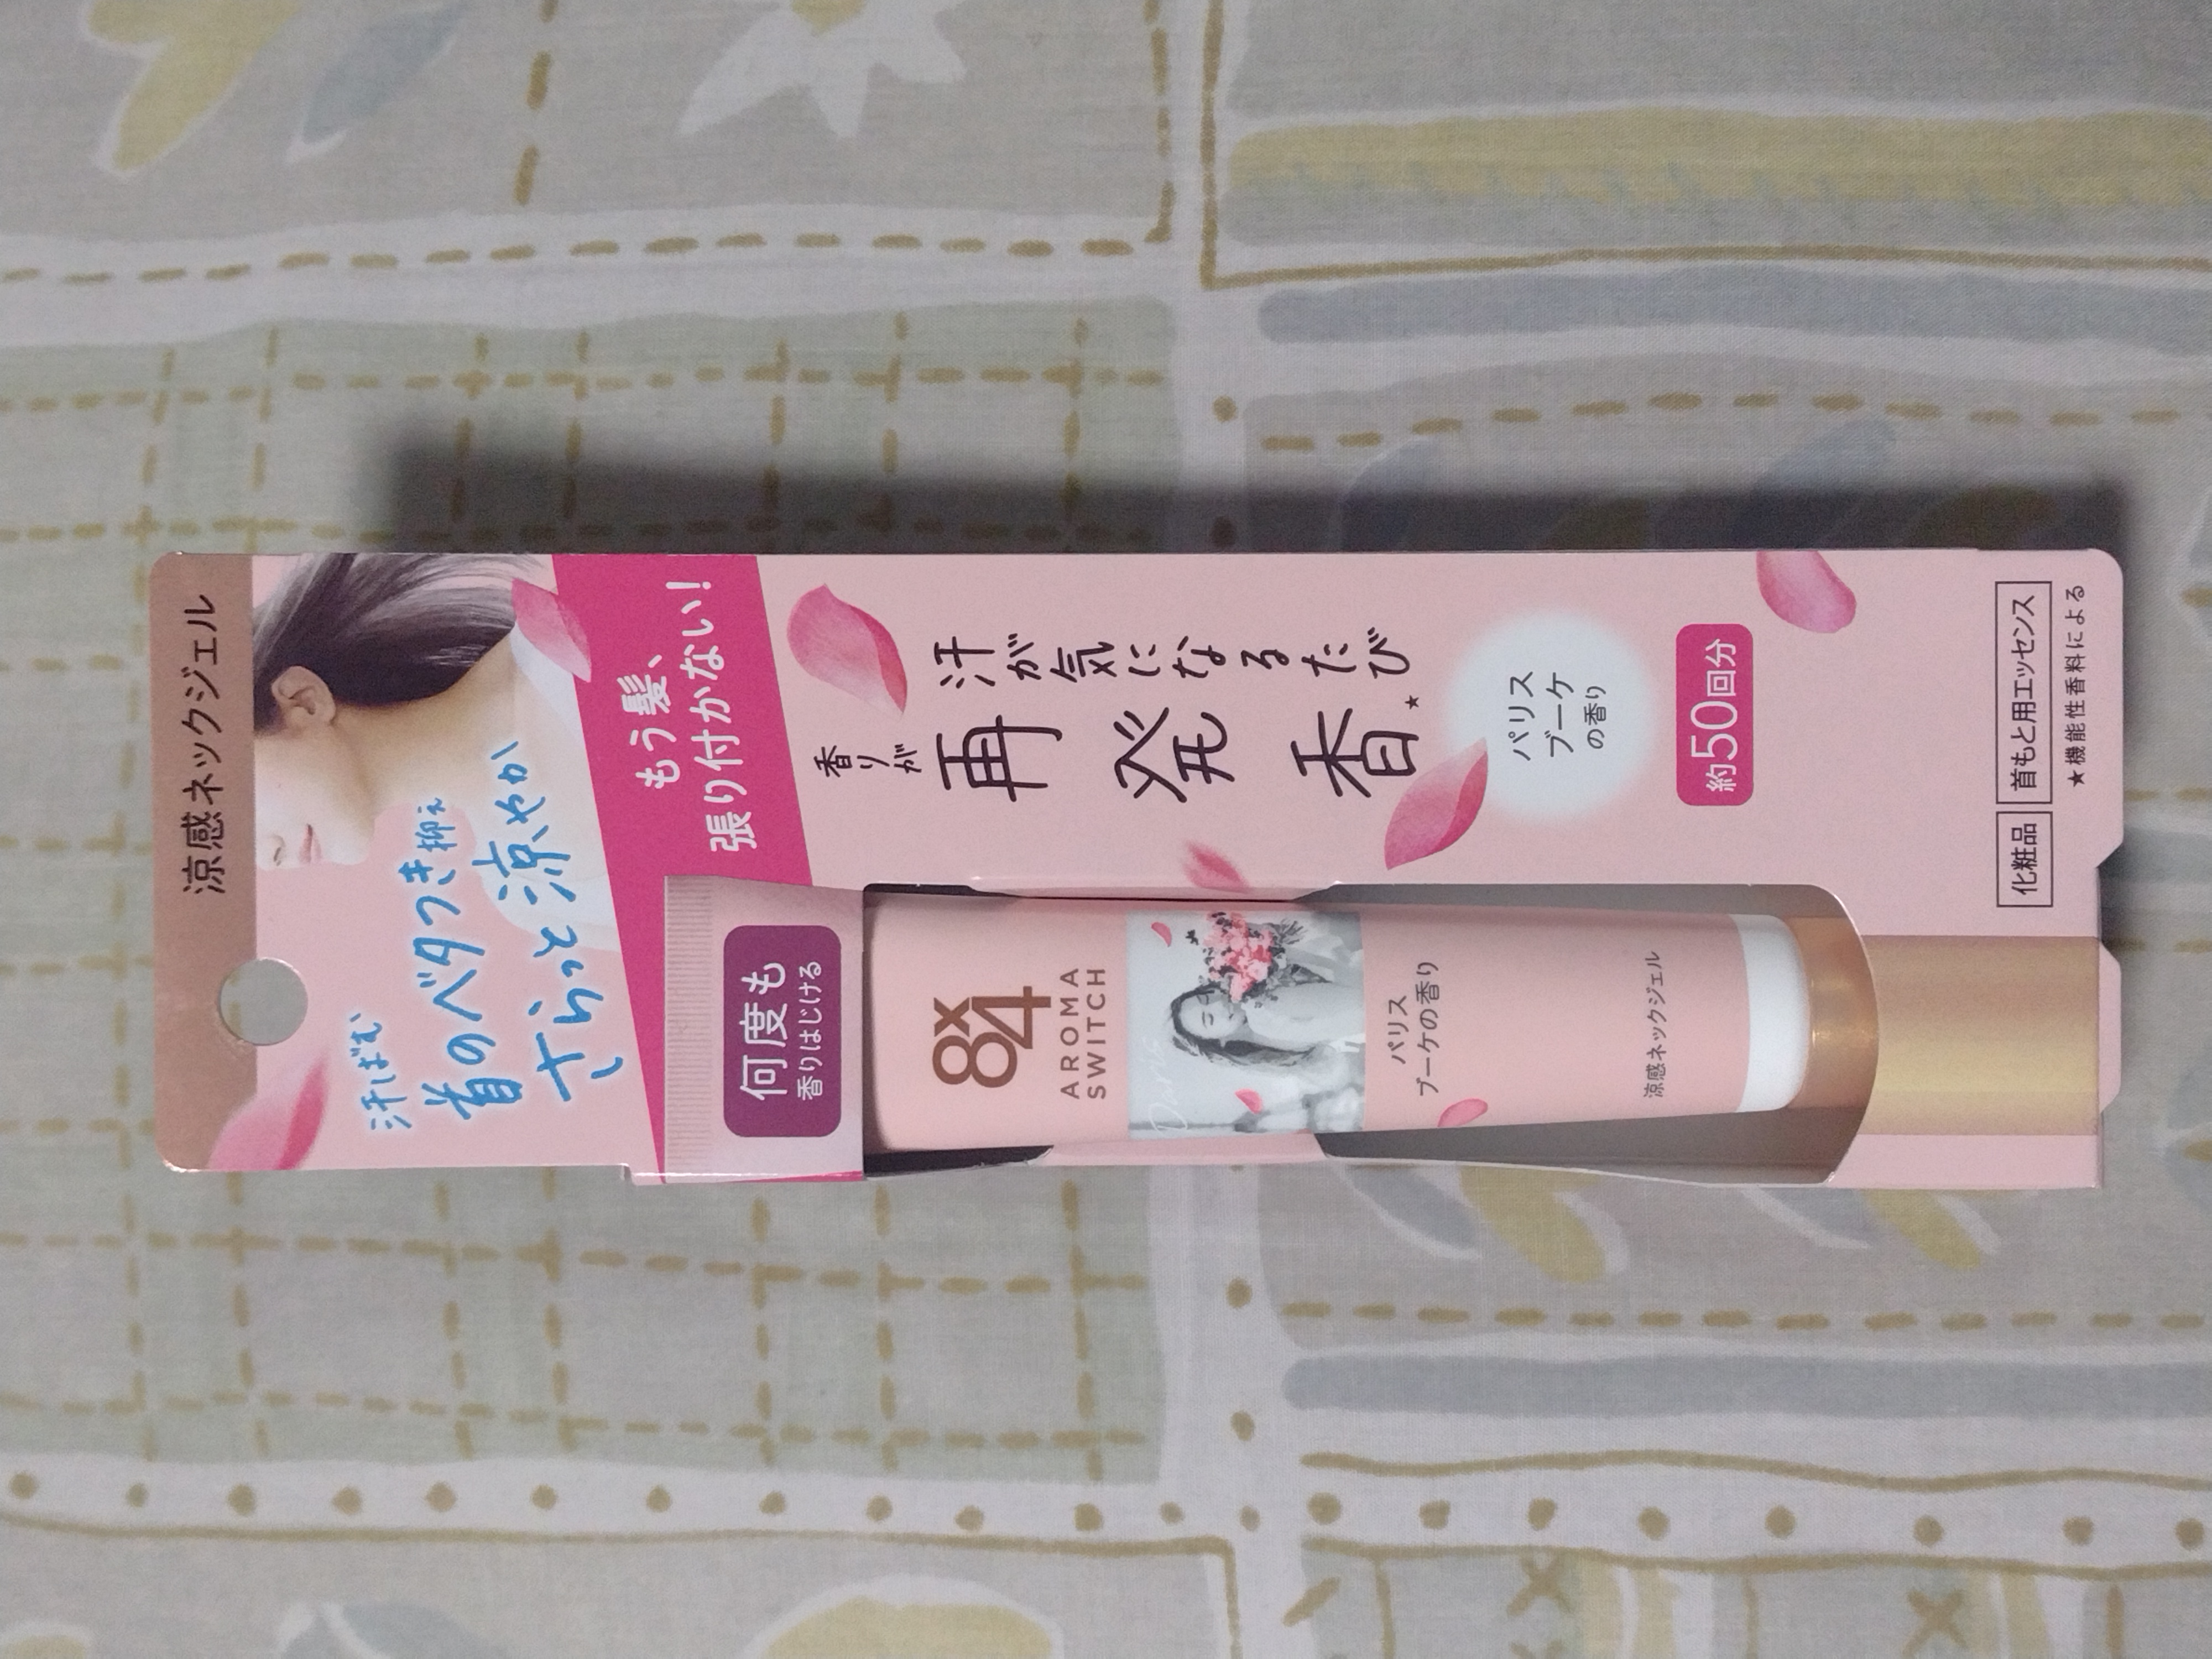 涼感ネックジェル
汗ばむ
首のベタつき抑え
さらっと涼やか
もう髪、
張り付かない!
何度も
香りはじける
汗が気になるたび
香りが
再発香★
8x
04
AROMA
SWITCH
Paris
パリス
ブーケの香り
涼感ネックジェル
パリス
ブーケ
の香り
約50回分
化粧品 首もと用エッセンス
★機能性香料による